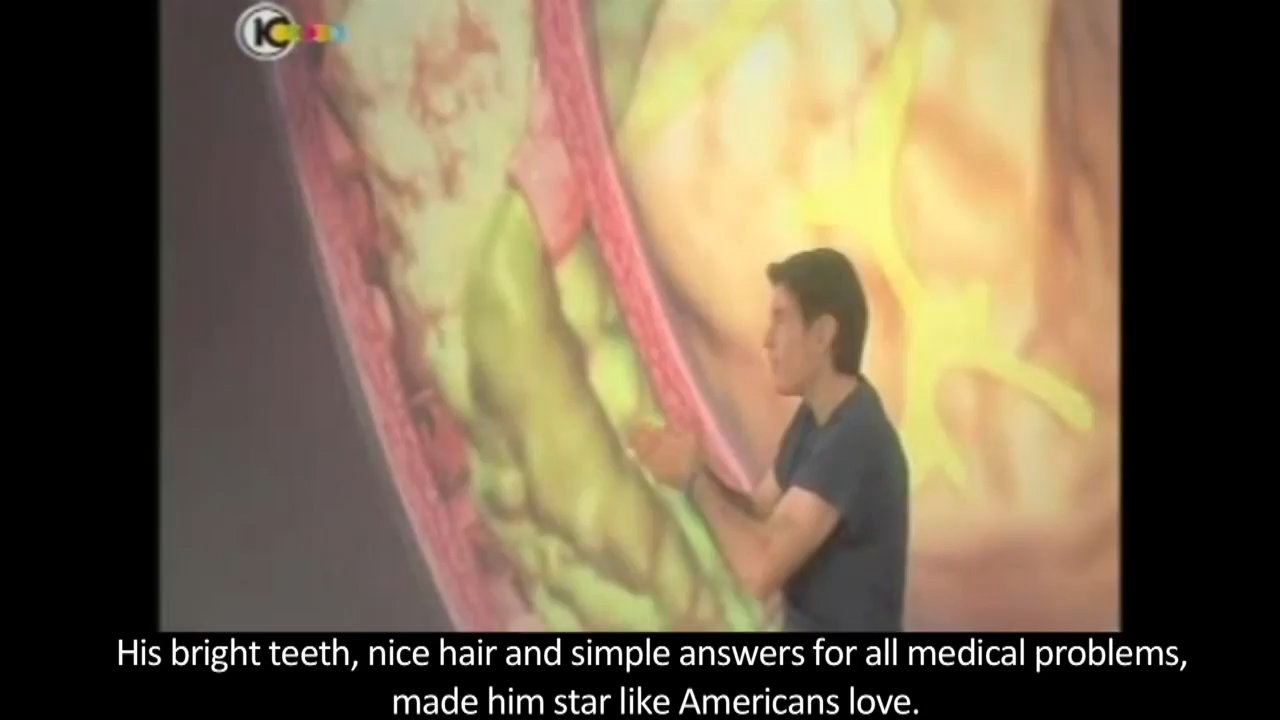 His bright teeth, nice hair and simple answers for all medical problems,
made him star like Americans love.